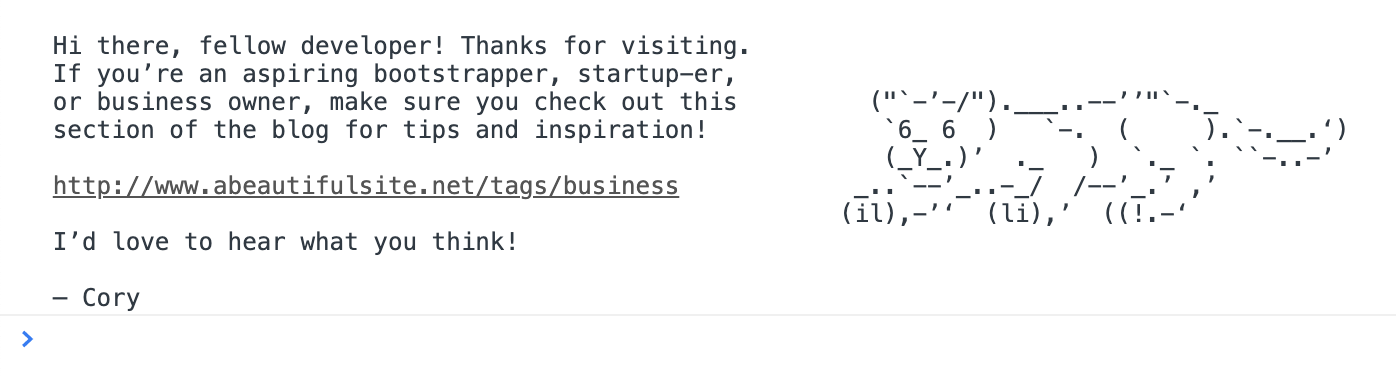 Hi there, fellow developer! Thanks for visiting.
If you’re an aspiring bootstrapper, startup-er,
or business owner, make sure you check out this
section of the blog for tips and inspiration!
http://www.abeautifulsite.net/tags/business
I’d love to hear what you think!
– Cory
("`-’-/").___..--’’"`-._
`6_ 6  )   `-.  (     ).`-.__.‘)
(_Y_.)’  ._   )  `._ `. ``-..-’
_..`--’_..-_/  /--’_.’ ,’
(il),-’‘  (li),’  ((!.-‘